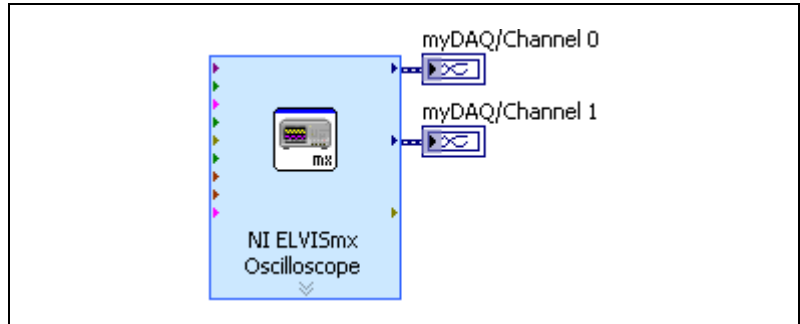 myDAQ/Channel 0
myDAQ/Channel 1
mx
NI ELVISmx
Oscilloscope